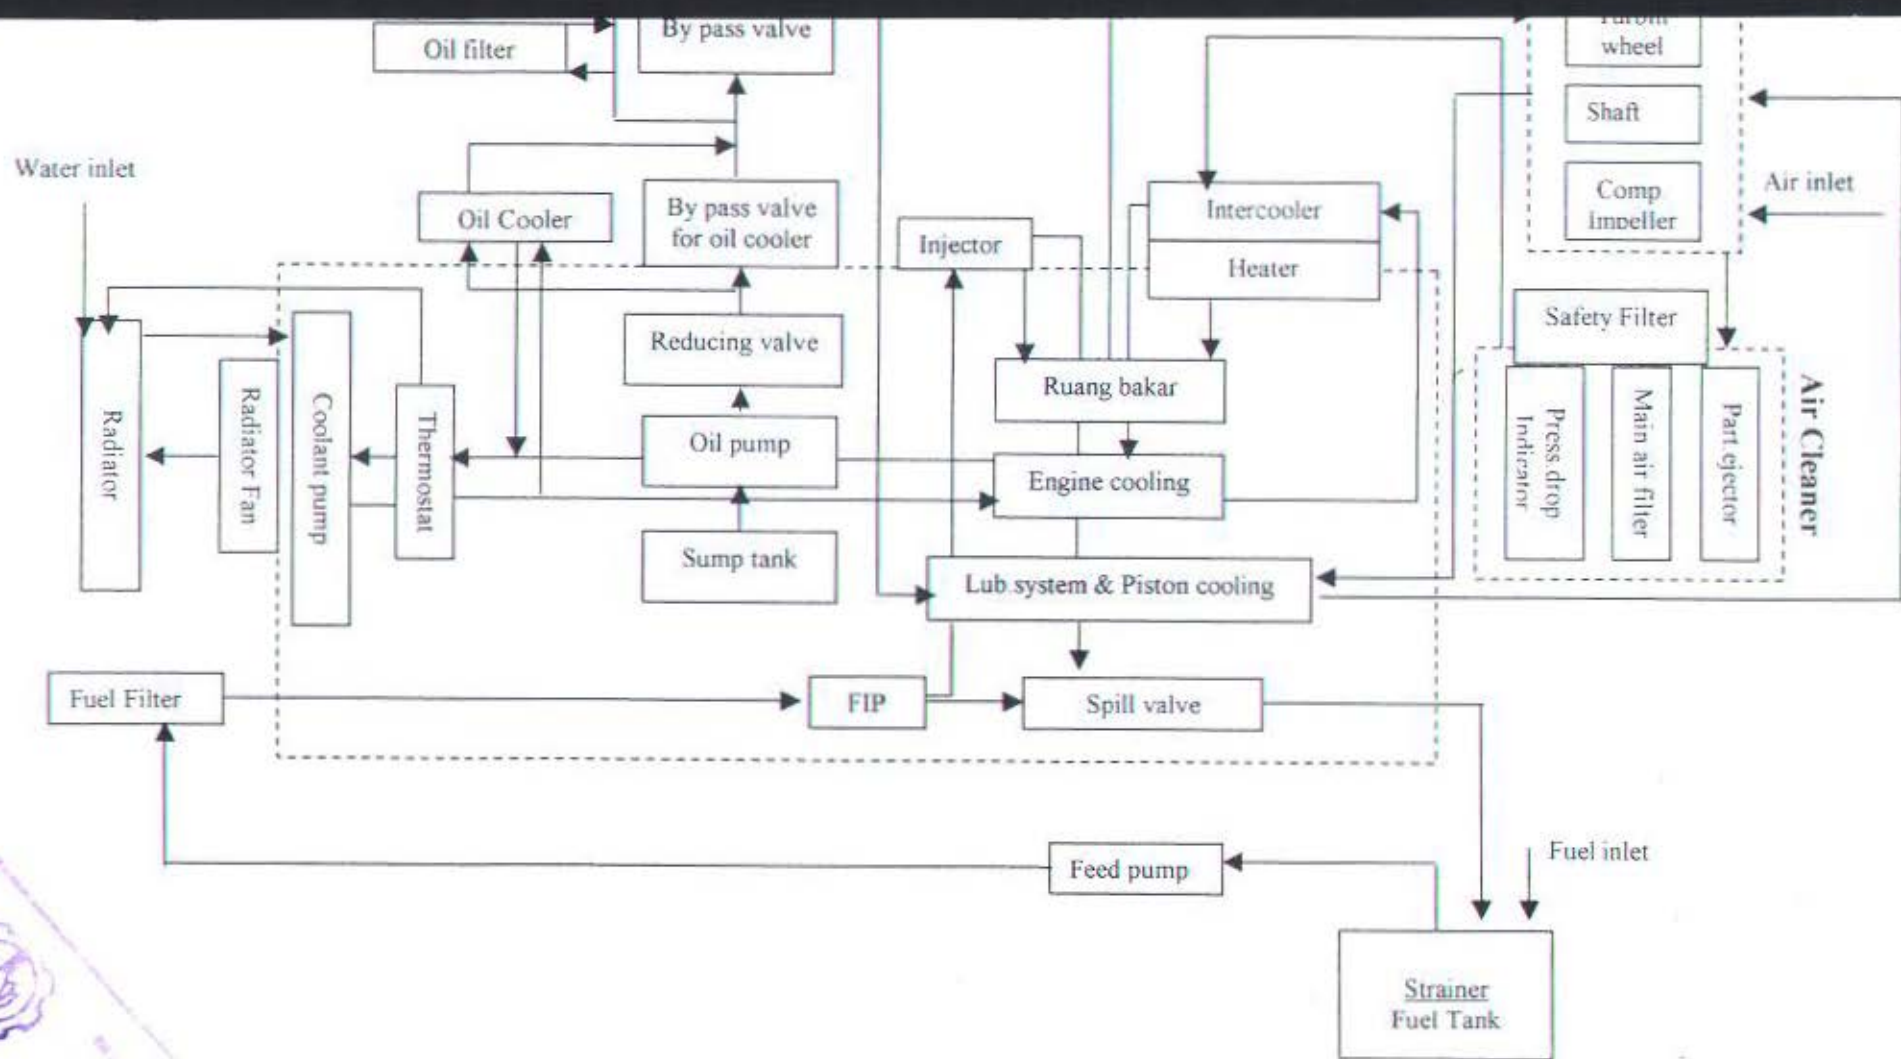 By pass valve
Oil filter
wheel
Shaft
Water inlet
Comp
Impeller
Air inlet
Oil Cooler
By pass valve
for oil cooler
Injector
Intercooler
Heater
Safety Filter
Reducing valve
Ruang bakar
Radiator
Radiator Fan
Coolant pump
Thermostat
Oil pump
Engine cooling
Press.drop
Indicator
Main air filter
Part.ejector
Air Cleaner
Sump tank
Lub.system & Piston cooling
Fuel Filter
FIP
Spill valve
Feed pump
Fuel inlet
Strainer
Fuel Tank